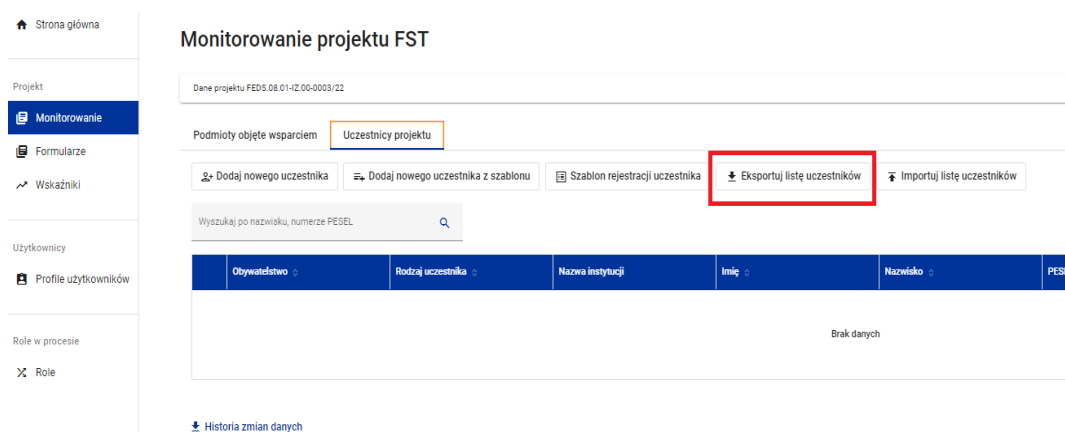 Strona główna
Monitorowanie projektu FST
Projekt
Dane projektu FEDS.08.01-IZ.00-0003/22
Monitorowanie
Podmioty objęte wsparciem Uczestnicy projektu
Formularze
Dodaj nowego uczestnika Dodaj nowego uczestnika z szablonu Szablon rejestracji uczestnika Eksportuj listę uczestników Importuj listę uczestników
Wskaźniki
Wyszukaj po nazwisku, numerze PESEL
Użytkownicy
Obywatelstwo Rodzaj uczestnika Nazwa instytucji Imię Nazwisko PES
Profile użytkowników
Brak danych
Role w procesie
Role
Historia zmian danych